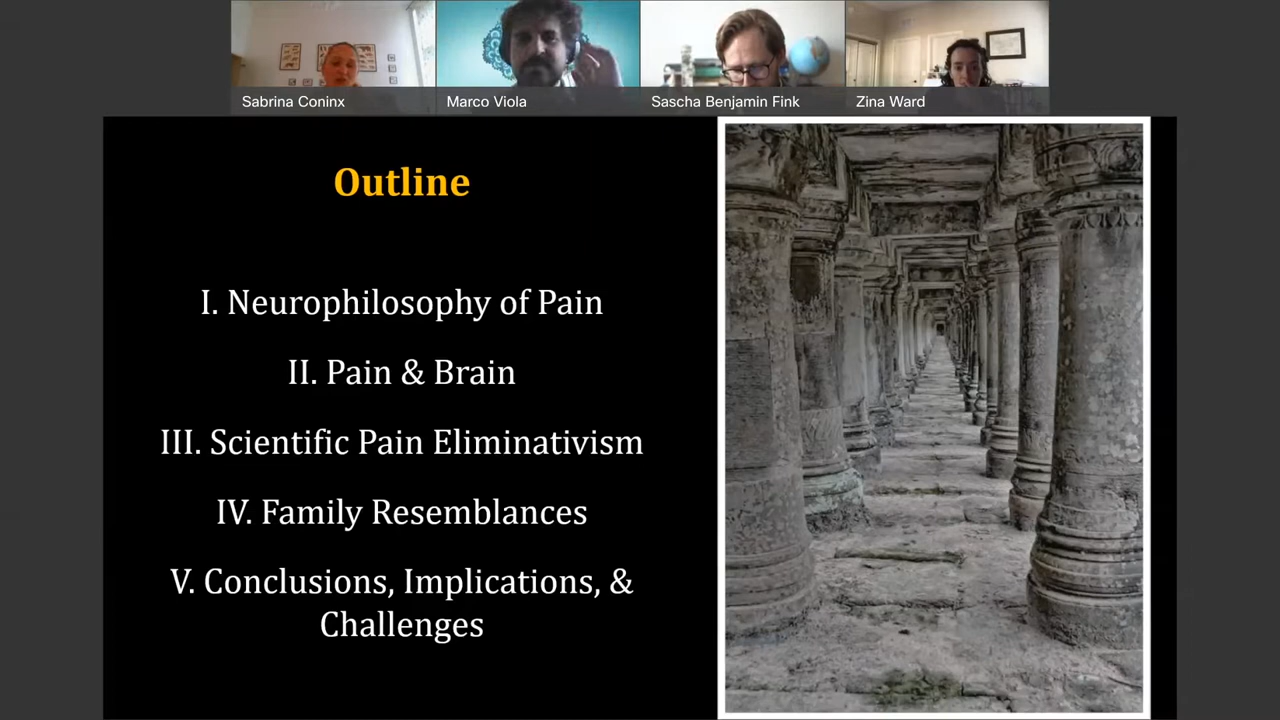 Sabrina Coninx
Marco Viola
Sascha Benjamin Fink
Zina Ward
Outline
I. Neurophilosophy of Pain
II. Pain & Brain
III. Scientific Pain Eliminativism
IV. Family Resemblances
V. Conclusions, Implications, &
Challenges